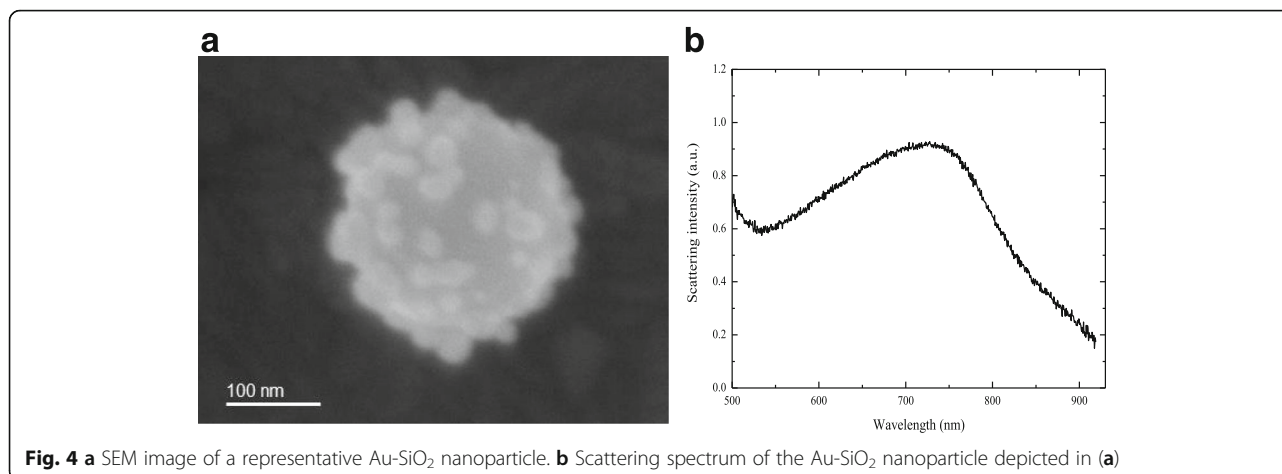 a
b
100 nm
1.2
1.0
0.8
0.6
0.4
0.2
0.0
Scattering intensity (a.u.)
500 600 700 800 900
Wavelength (nm)
Fig. 4 a SEM image of a representative Au-SiO₂ nanoparticle. b Scattering spectrum of the Au-SiO₂ nanoparticle depicted in (a)